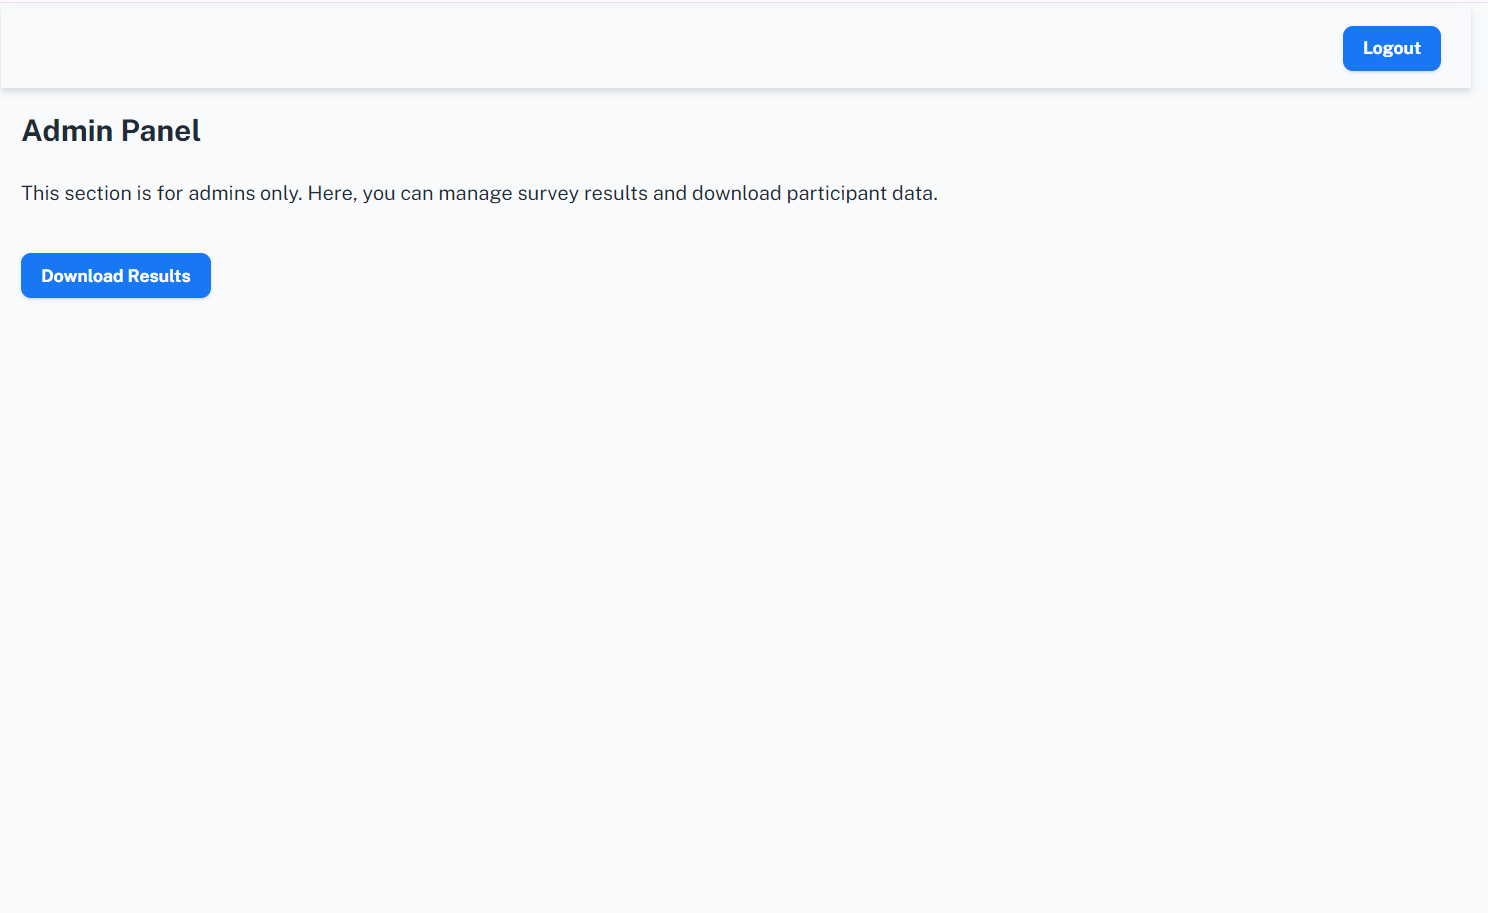 Logout
Admin Panel
This section is for admins only. Here, you can manage survey results and download participant data.
Download Results